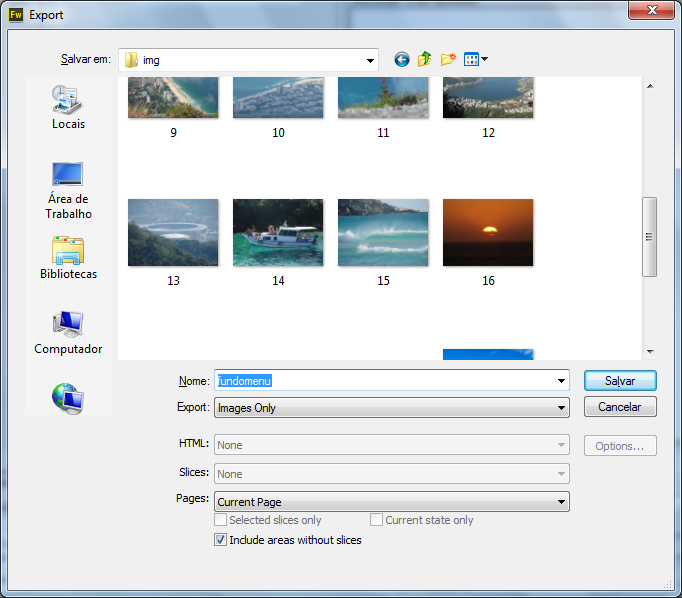 Fw Export
Salvar em: img
Locais
Área de
Trabalho
Bibliotecas
Computador
9 10 11 12
13 14 15 16
Nome: fundomenu Salvar
Export: Images Only Cancelar
HTML: None Options...
Slices: None
Pages: Current Page
Selected slices only Current state only
Include areas without slices